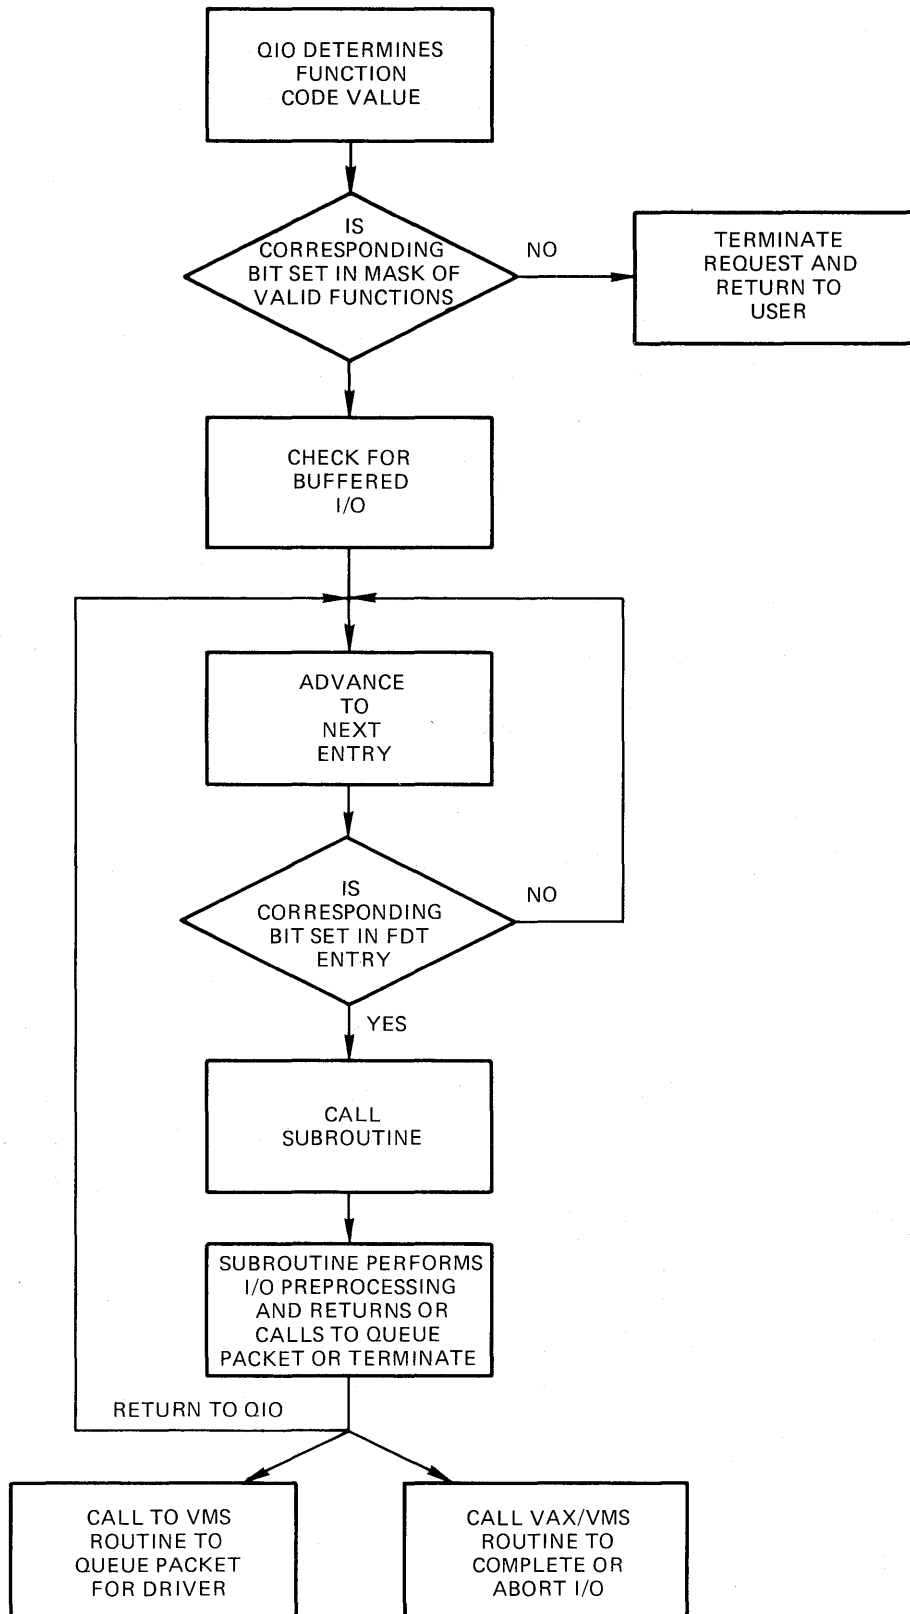 QIO DETERMINES
FUNCTION
CODE VALUE
IS
CORRESPONDING
BIT SET IN MASK OF
VALID FUNCTIONS
NO
TERMINATE
REQUEST AND
RETURN TO
USER
CHECK FOR
BUFFERED
I/O
ADVANCE
TO
NEXT
ENTRY
IS
CORRESPONDING
BIT SET IN FDT
ENTRY
NO
YES
CALL
SUBROUTINE
SUBROUTINE PERFORMS
I/O PREPROCESSING
AND RETURNS OR
CALLS TO QUEUE
PACKET OR TERMINATE
RETURN TO QIO
CALL TO VMS
ROUTINE TO
QUEUE PACKET
FOR DRIVER
CALL VAX/VMS
ROUTINE TO
COMPLETE OR
ABORT I/O